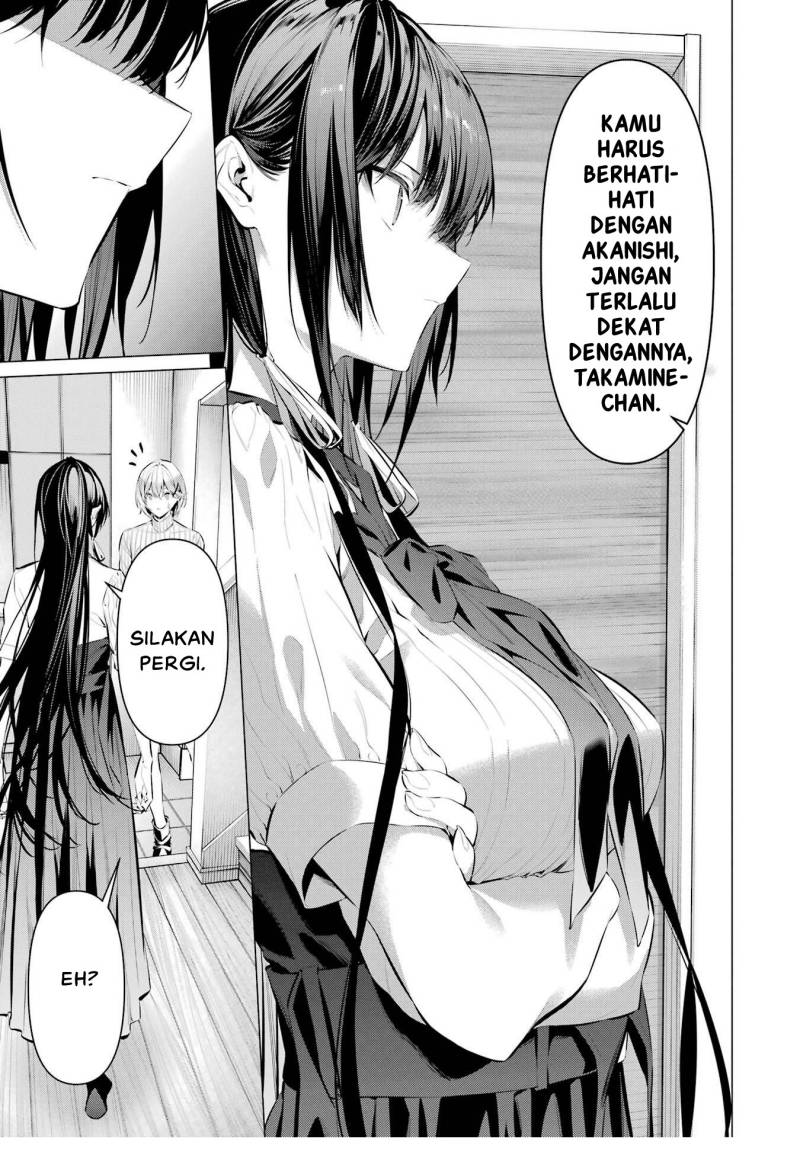 KAMU
HARUS
BERHATI-
HATI
DENGAN
AKANISHI,
JANGAN
TERLALU
DEKAT
DENGANNYA,
TAKAMINE-
CHAN.
SILAKAN
PERGI.
EH?